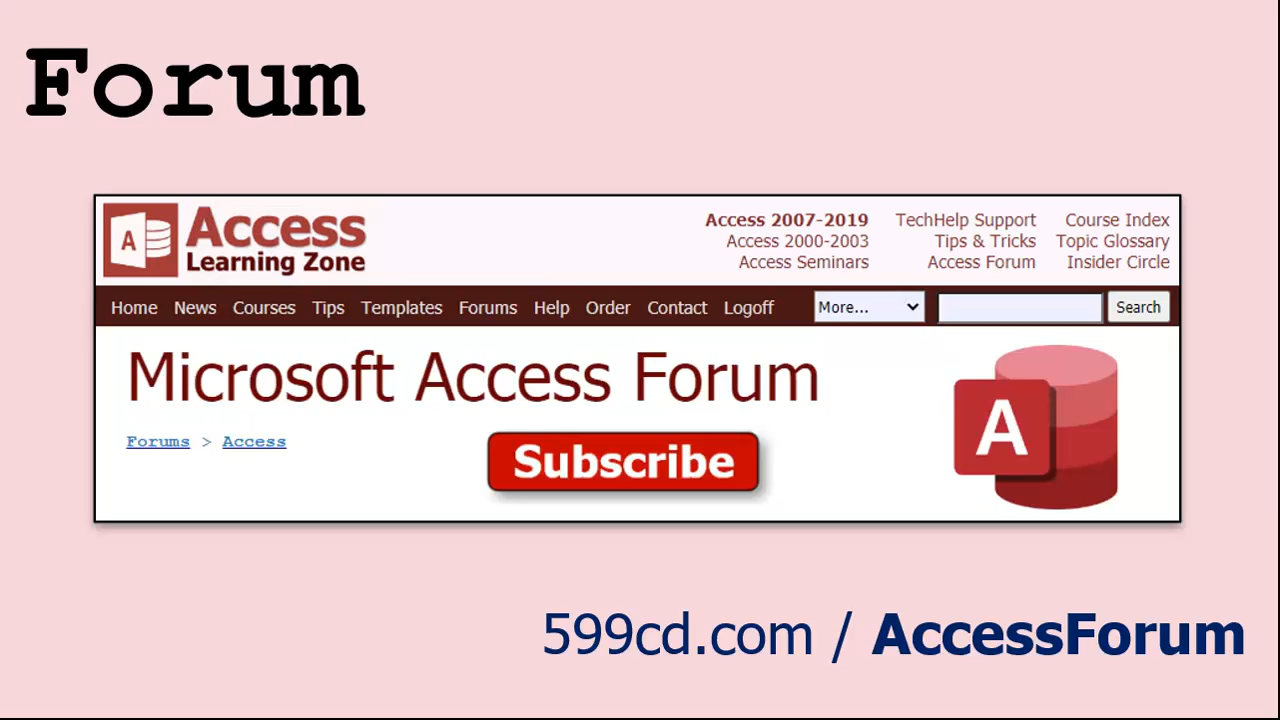 Forum
A
Access
Learning Zone
Access 2007-2019 TechHelp Support Course Index
Access 2000-2003 Tips & Tricks Topic Glossary
Access Seminars Access Forum Insider Circle
Home News Courses Tips Templates Forums Help Order Contact Logoff More... Search
Microsoft Access Forum
A
Forums > Access
Subscribe
599cd.com / AccessForum